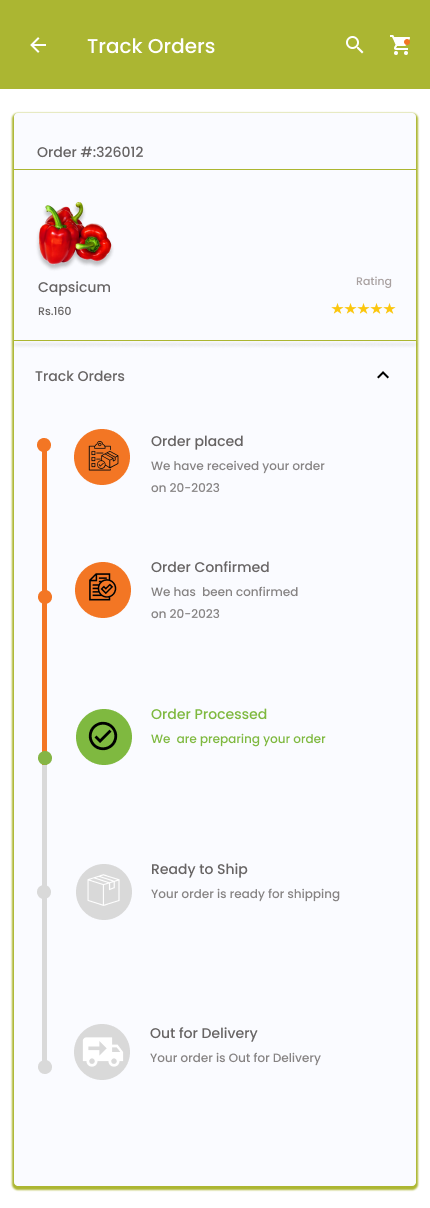 Track Orders
Order #:326012
Capsicum
Rating
Rs.160
Track Orders
Order placed
We have received your order
on 20-2023
Order Confirmed
We has  been confirmed
on 20-2023
Order Processed
We  are preparing your order
Ready to Ship
Your order is ready for shipping
Out for Delivery
Your order is Out for Delivery